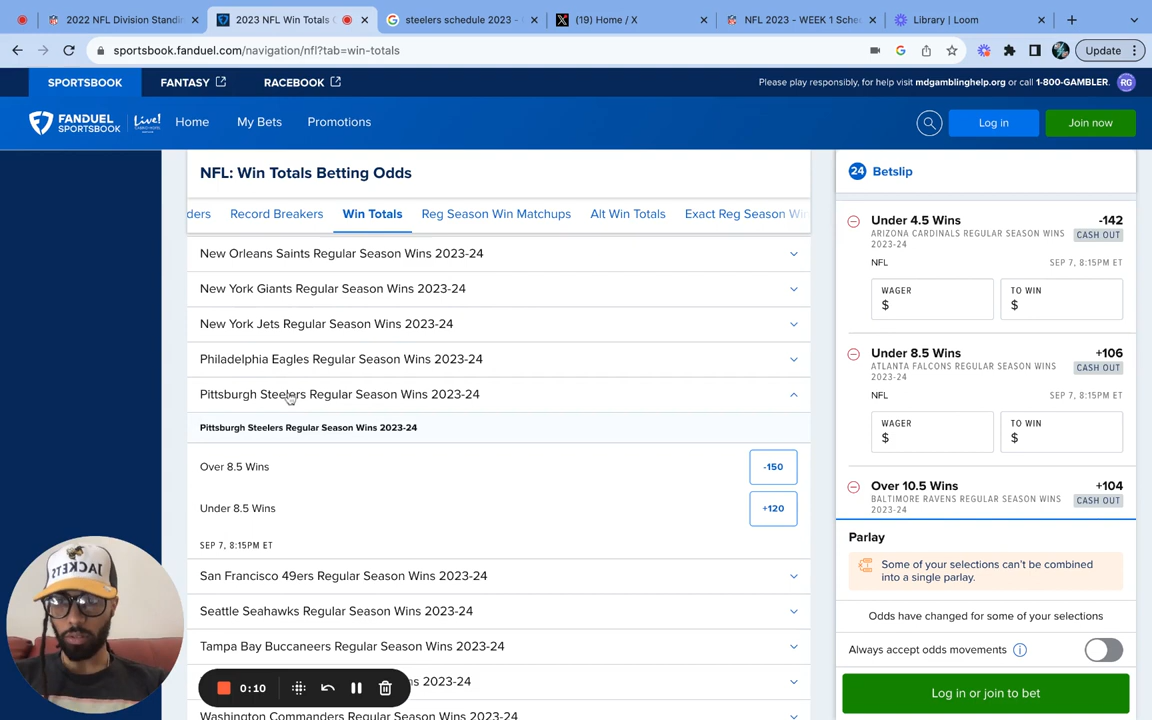 2022 NFL Division Standi
2023 NFL Win Totals
steelers schedule 2023 -
(19) Home / X
NFL 2023 - WEEK 1 Sche
Library | Loom
sportsbook.fanduel.com/navigation/nfl?tab=win-totals
Update
SPORTSBOOK
FANTASY
RACEBOOK
Please play responsibly, for help visit mdgamblinghelp.org or call 1-800-GAMBLER.
RG
FANDUEL
SPORTSBOOK
Live!
Home
My Bets
Promotions
Log in
Join now
NFL: Win Totals Betting Odds
ders
Record Breakers
Win Totals
Reg Season Win Matchups
Alt Win Totals
Exact Reg Season Wi
New Orleans Saints Regular Season Wins 2023-24
New York Giants Regular Season Wins 2023-24
New York Jets Regular Season Wins 2023-24
Philadelphia Eagles Regular Season Wins 2023-24
Pittsburgh Steelers Regular Season Wins 2023-24
Pittsburgh Steelers Regular Season Wins 2023-24
Over 8.5 Wins
-150
Under 8.5 Wins
+120
SEP 7, 8:15PM ET
San Francisco 49ers Regular Season Wins 2023-24
Seattle Seahawks Regular Season Wins 2023-24
Tampa Bay Buccaneers Regular Season Wins 2023-24
ns 2023-24
Washington Commanders Regular Season Wins 2023-24
0:10
JACKETS
24
Betslip
Under 4.5 Wins
-142
ARIZONA CARDINALS REGULAR SEASON WINS
2023-24
CASH OUT
NFL
SEP 7, 8:15PM ET
WAGER
$
TO WIN
$
Under 8.5 Wins
+106
ATLANTA FALCONS REGULAR SEASON WINS
2023-24
CASH OUT
NFL
SEP 7, 8:15PM ET
WAGER
$
TO WIN
$
Over 10.5 Wins
+104
BALTIMORE RAVENS REGULAR SEASON WINS
2023-24
CASH OUT
Parlay
Some of your selections can't be combined
into a single parlay.
Odds have changed for some of your selections
Always accept odds movements
Log in or join to bet